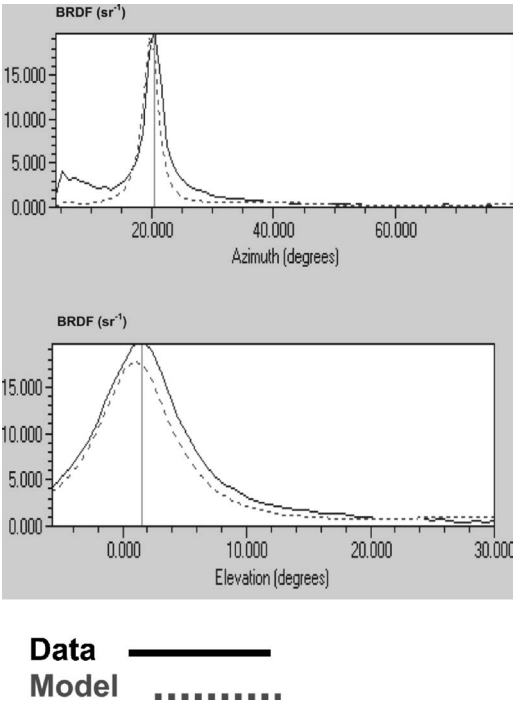 BRDF (sr⁻¹)
15.000
10.000
5.000
0.000
20.000 40.000 60.000
Azimuth (degrees)
BRDF (sr⁻¹)
15.000
10.000
5.000
0.000
0.000 10.000 20.000 30.000
Elevation (degrees)
Data
Model